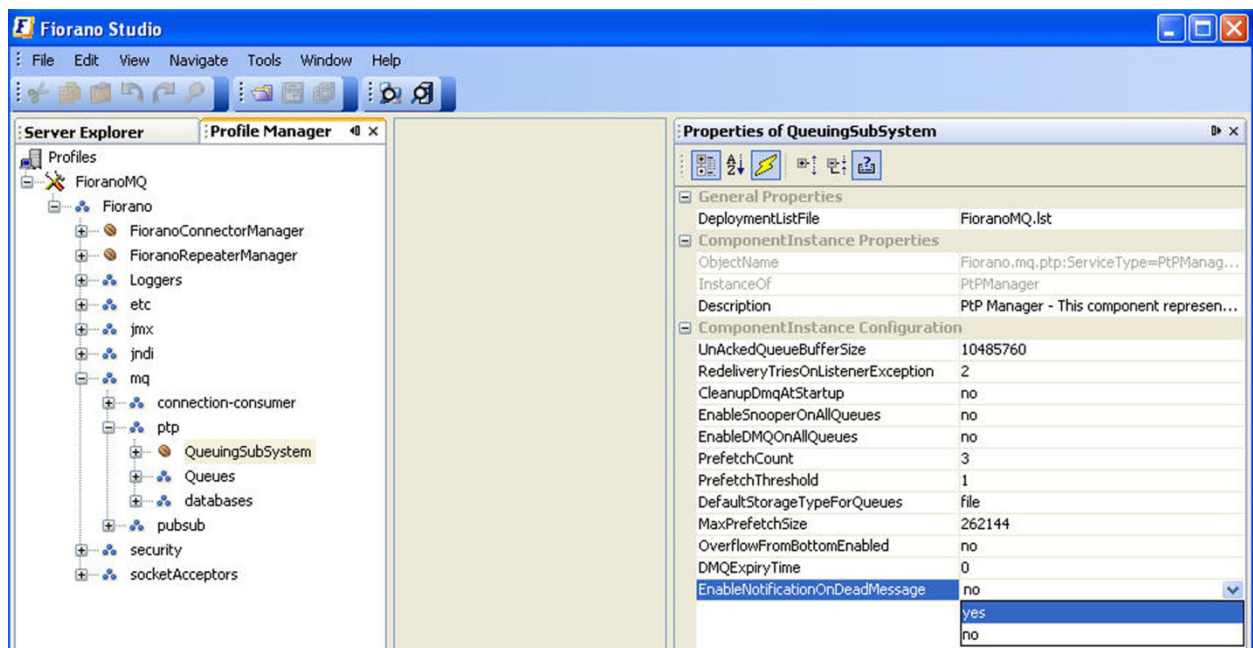 Fiorano Studio
File Edit View Navigate Tools Window Help
Server Explorer Profile Manager
Profiles
FioranoMQ
Fiorano
FioranoConnectorManager
FioranoRepeaterManager
Loggers
etc
jmx
jndi
mq
connection-consumer
ptp
QueuingSubSystem
Queues
databases
pubsub
security
socketAcceptors
Properties of QueuingSubSystem
General Properties
DeploymentListFile FioranoMQ.lst
ComponentInstance Properties
ObjectName Fiorano.mq.ptp:ServiceType=PtPManag...
InstanceOf PtPManager
Description PtP Manager - This component represen...
ComponentInstance Configuration
UnAckedQueueBufferSize 10485760
RedeliveryTriesOnListenerException 2
CleanupDmqAtStartup no
EnableSnooperOnAllQueues no
EnableDMQOnAllQueues no
PrefetchCount 3
PrefetchThreshold 1
DefaultStorageTypeForQueues file
MaxPrefetchSize 262144
OverflowFromBottomEnabled no
DMQExpiryTime 0
EnableNotificationOnDeadMessage no
yes
no